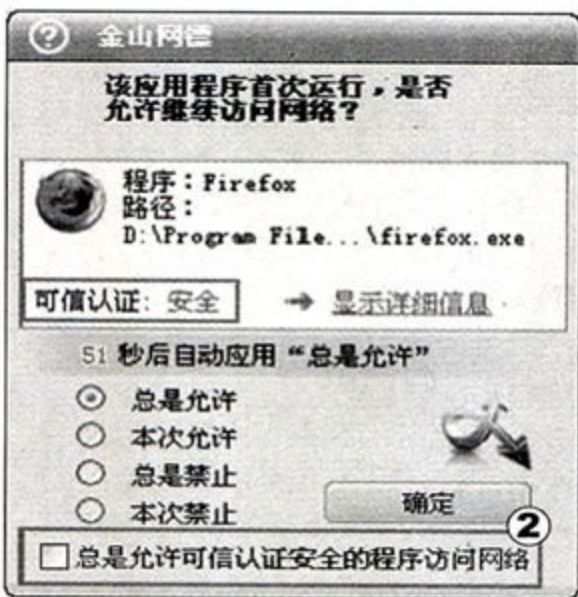 金山网镖
该应用程序首次运行，是否
允许继续访问网络？
程序：Firefox
路径：
D:\Program File...\firefox.exe
可信认证：安全 → 显示详细信息
51 秒后自动应用“总是允许”
总是允许
本次允许
总是禁止
本次禁止
确定
②
总是允许可信认证安全的程序访问网络